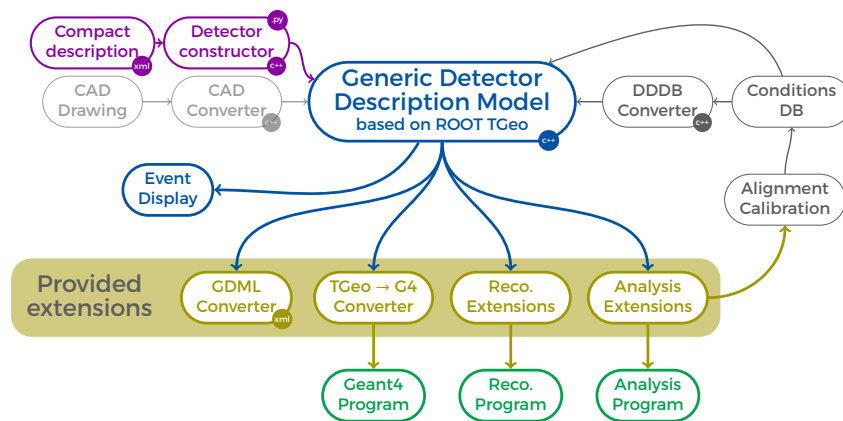 Compact
description
xml
Detector
constructor
.py
c++
CAD
Drawing
CAD
Converter
c++
Generic Detector
Description Model
based on ROOT TGeo
c++
DDDB
Converter
c++
Conditions
DB
Event
Display
Alignment
Calibration
Provided
extensions
GDML
Converter
xml
TGeo → G4
Converter
Reco.
Extensions
Analysis
Extensions
Geant4
Program
Reco.
Program
Analysis
Program